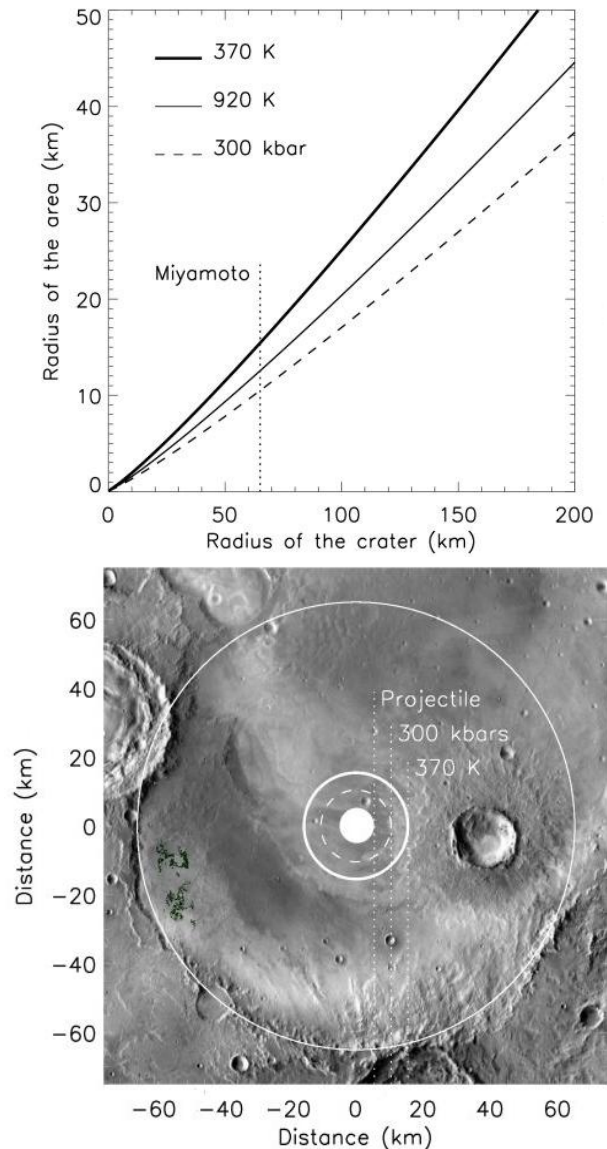 50
40
30
20
10
0
Radius of the area (km)
370 K
920 K
300 kbar
Miyamoto
0 50 100 150 200
Radius of the crater (km)
60
40
20
0
−20
−40
−60
Distance (km)
Projectile
300 kbars
370 K
−60 −40 −20 0 20 40 60
Distance (km)